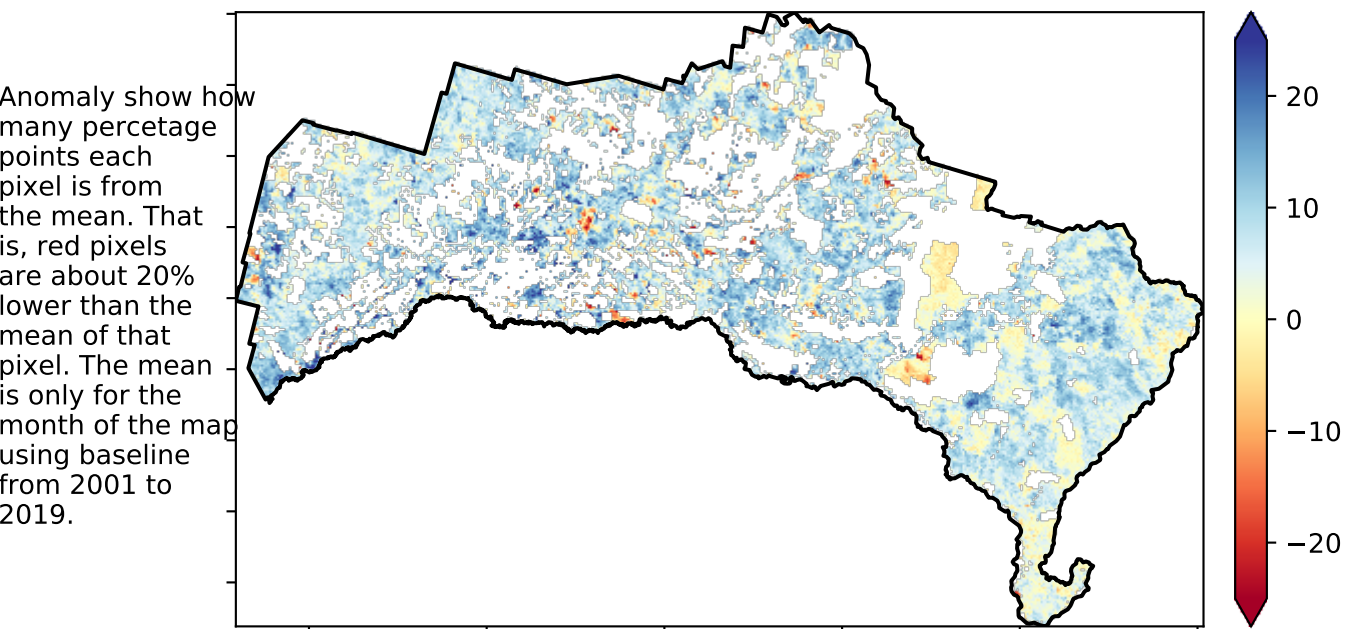 Anomaly show how
many percetage
points each
pixel is from
the mean. That
is, red pixels
are about 20%
lower than the
mean of that
pixel. The mean
is only for the
month of the map
using baseline
from 2001 to
2019.
20
10
0
−10
−20